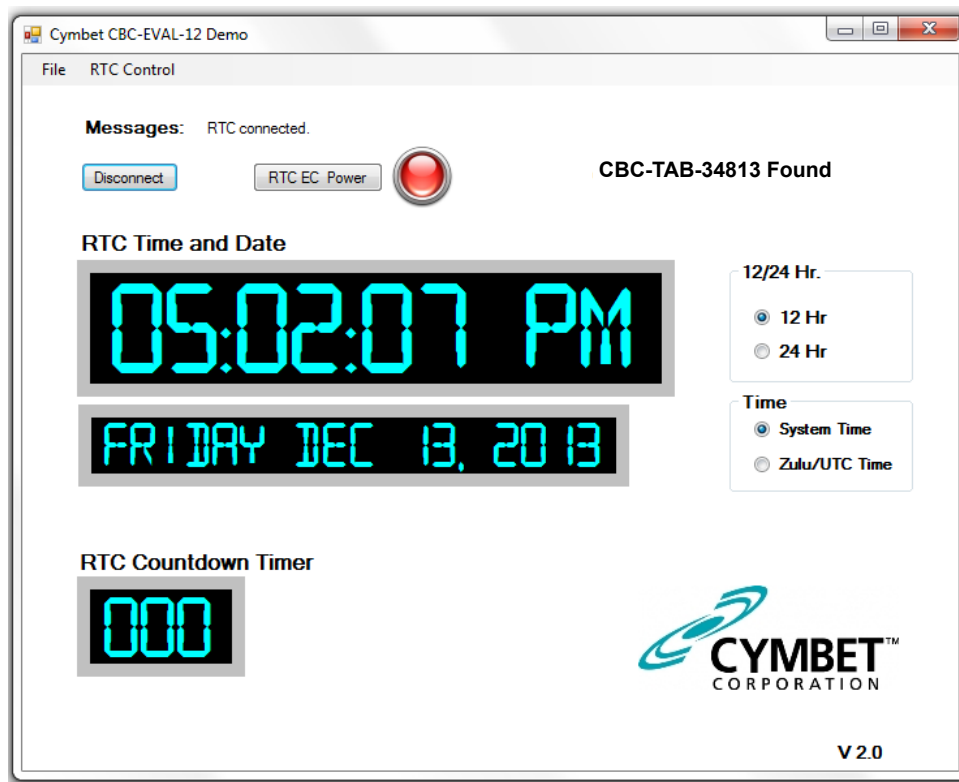 Cymbet CBC-EVAL-12 Demo
File RTC Control
Messages: RTC connected.
Disconnect RTC EC Power
CBC-TAB-34813 Found
RTC Time and Date
05:02:07 PM
12/24 Hr.
12 Hr
24 Hr
FRIDAY DEC 13, 2013
Time
System Time
Zulu/UTC Time
RTC Countdown Timer
000
CYMBET™
CORPORATION
V 2.0